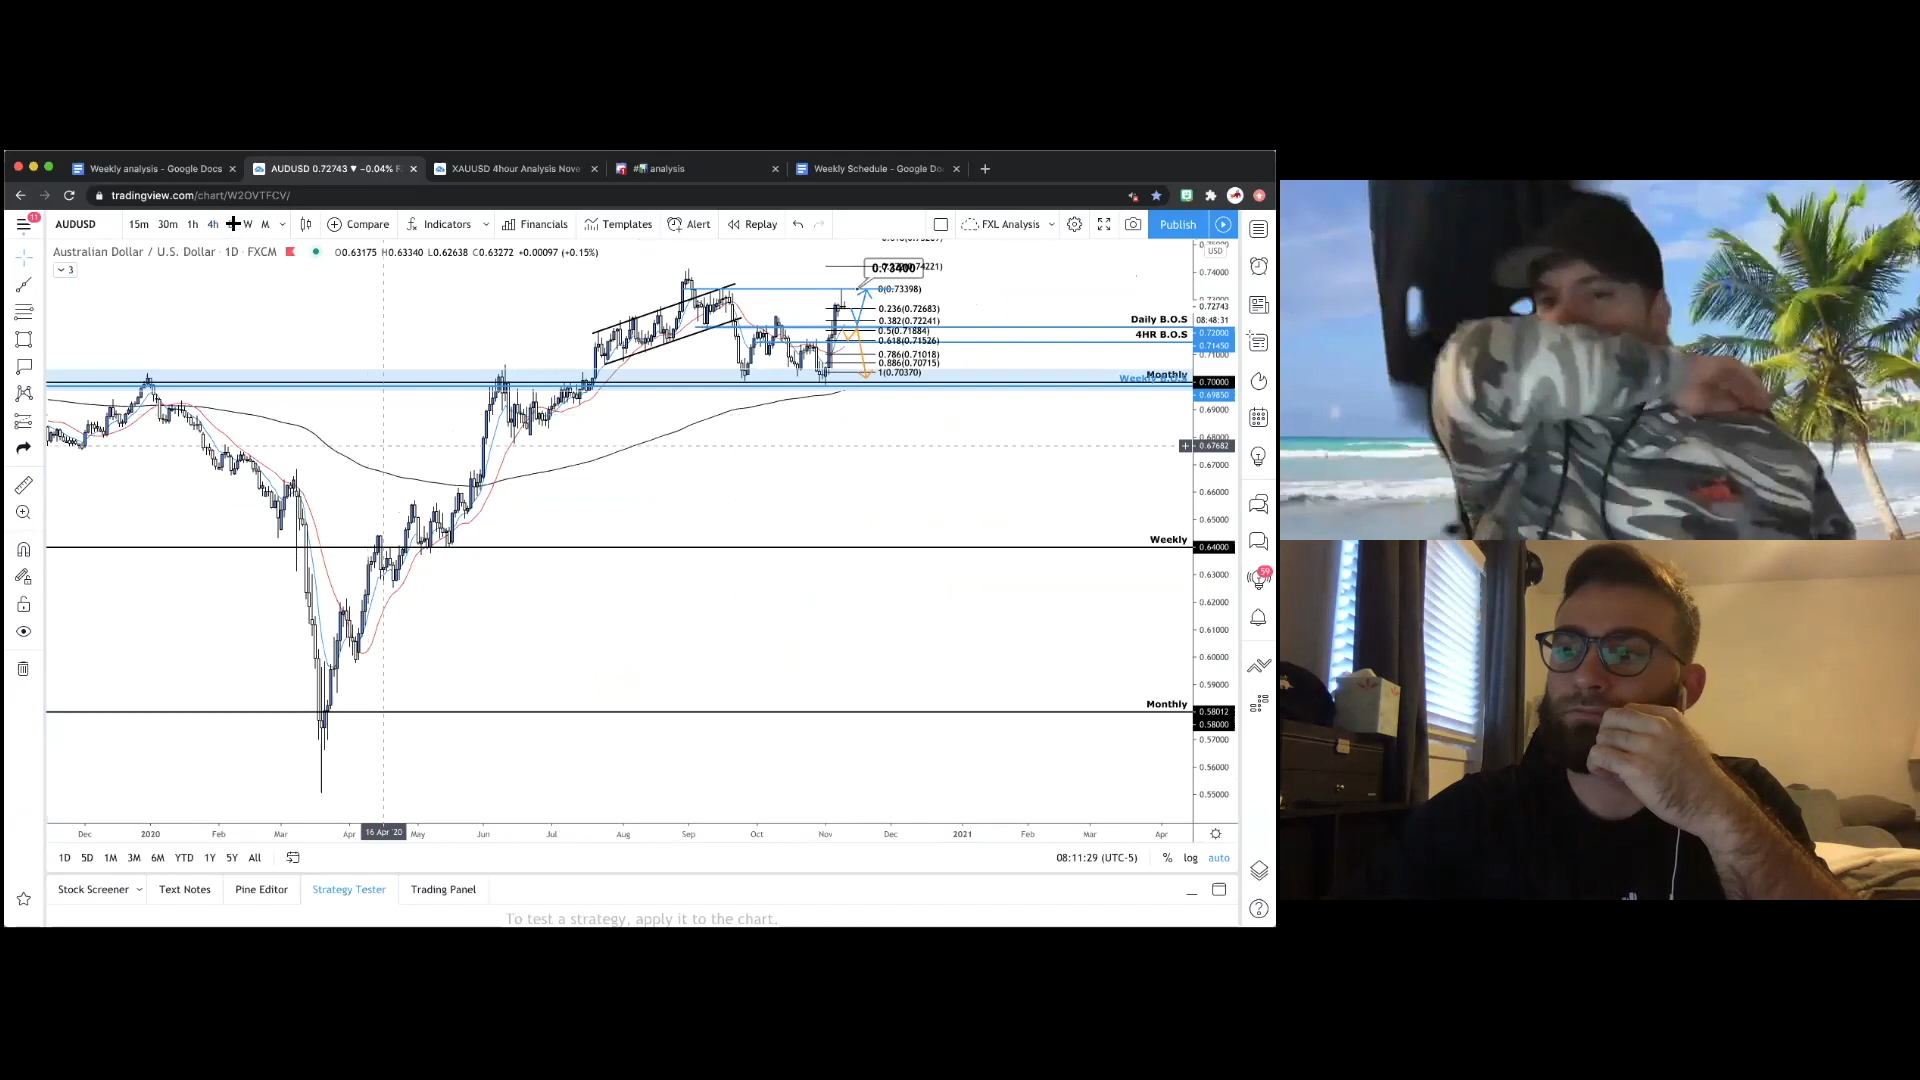 Weekly analysis - Google Docs
AUDUSD 0.72743 ▼ -0.04% F
XAUUSD 4hour Analysis Nove
analysis
Weekly Schedule - Google Do
tradingview.com/chart/W2OVTFCV/
11
AUDUSD
15m 30m 1h 4h W M
Compare
Indicators
Financials
Templates
Alert
Replay
FXL Analysis
Publish
Australian Dollar / U.S. Dollar · 1D · FXCM
O0.63175 H0.63340 L0.62638 C0.63272 +0.00097 (+0.15%)
3
USD
0.73400
0(0.73398)
0.236(0.72683)
0.382(0.72241)
0.5(0.71884)
0.618(0.71526)
0.786(0.71018)
0.886(0.70715)
1(0.70370)
Daily B.O.S
4HR B.O.S
Monthly
Weekly B.O.S
Weekly
Monthly
0.74000
0.72743
08:48:31
0.72000
0.71450
0.71000
0.70000
0.69850
0.69000
0.67682
0.67000
0.66000
0.65000
0.64000
0.63000
0.62000
0.61000
0.60000
0.59000
0.58012
0.58000
0.57000
0.56000
0.55000
59
Dec 2020 Feb Mar Apr 16 Apr '20 May Jun Jul Aug Sep Oct Nov Dec 2021 Feb Mar Apr
1D 5D 1M 3M 6M YTD 1Y 5Y All
08:11:29 (UTC-5)
% log auto
Stock Screener
Text Notes
Pine Editor
Strategy Tester
Trading Panel
To test a strategy, apply it to the chart.